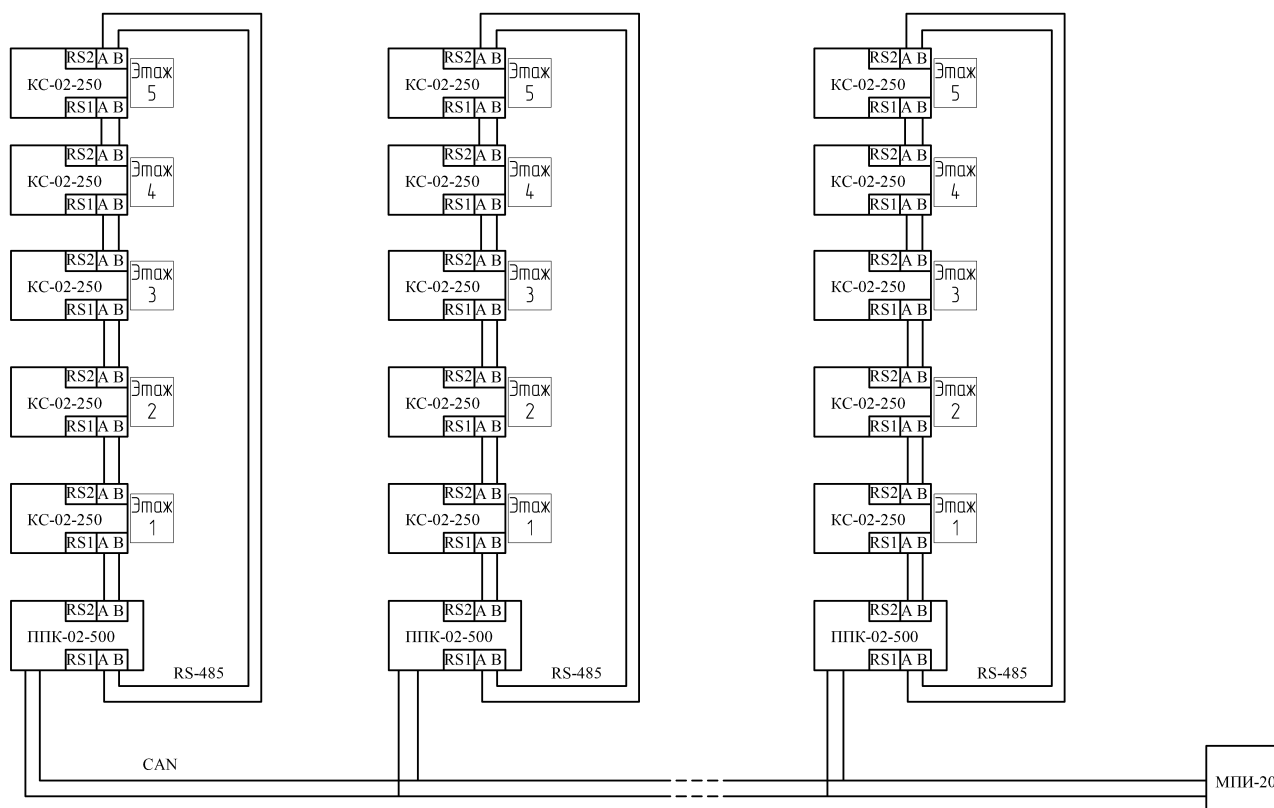 RS2 A B RS2 A B RS2 A B
КС-02-250 Этаж 5 КС-02-250 Этаж 5 КС-02-250 Этаж 5
RS1 A B RS1 A B RS1 A B
RS2 A B RS2 A B RS2 A B
КС-02-250 Этаж 4 КС-02-250 Этаж 4 КС-02-250 Этаж 4
RS1 A B RS1 A B RS1 A B
RS2 A B RS2 A B RS2 A B
КС-02-250 Этаж 3 КС-02-250 Этаж 3 КС-02-250 Этаж 3
RS1 A B RS1 A B RS1 A B
RS2 A B RS2 A B RS2 A B
КС-02-250 Этаж 2 КС-02-250 Этаж 2 КС-02-250 Этаж 2
RS1 A B RS1 A B RS1 A B
RS2 A B RS2 A B RS2 A B
КС-02-250 Этаж 1 КС-02-250 Этаж 1 КС-02-250 Этаж 1
RS1 A B RS1 A B RS1 A B
RS2 A B RS2 A B RS2 A B
ППК-02-500 ППК-02-500 ППК-02-500
RS1 A B RS1 A B RS1 A B
RS-485 RS-485 RS-485
CAN
МПИ-20